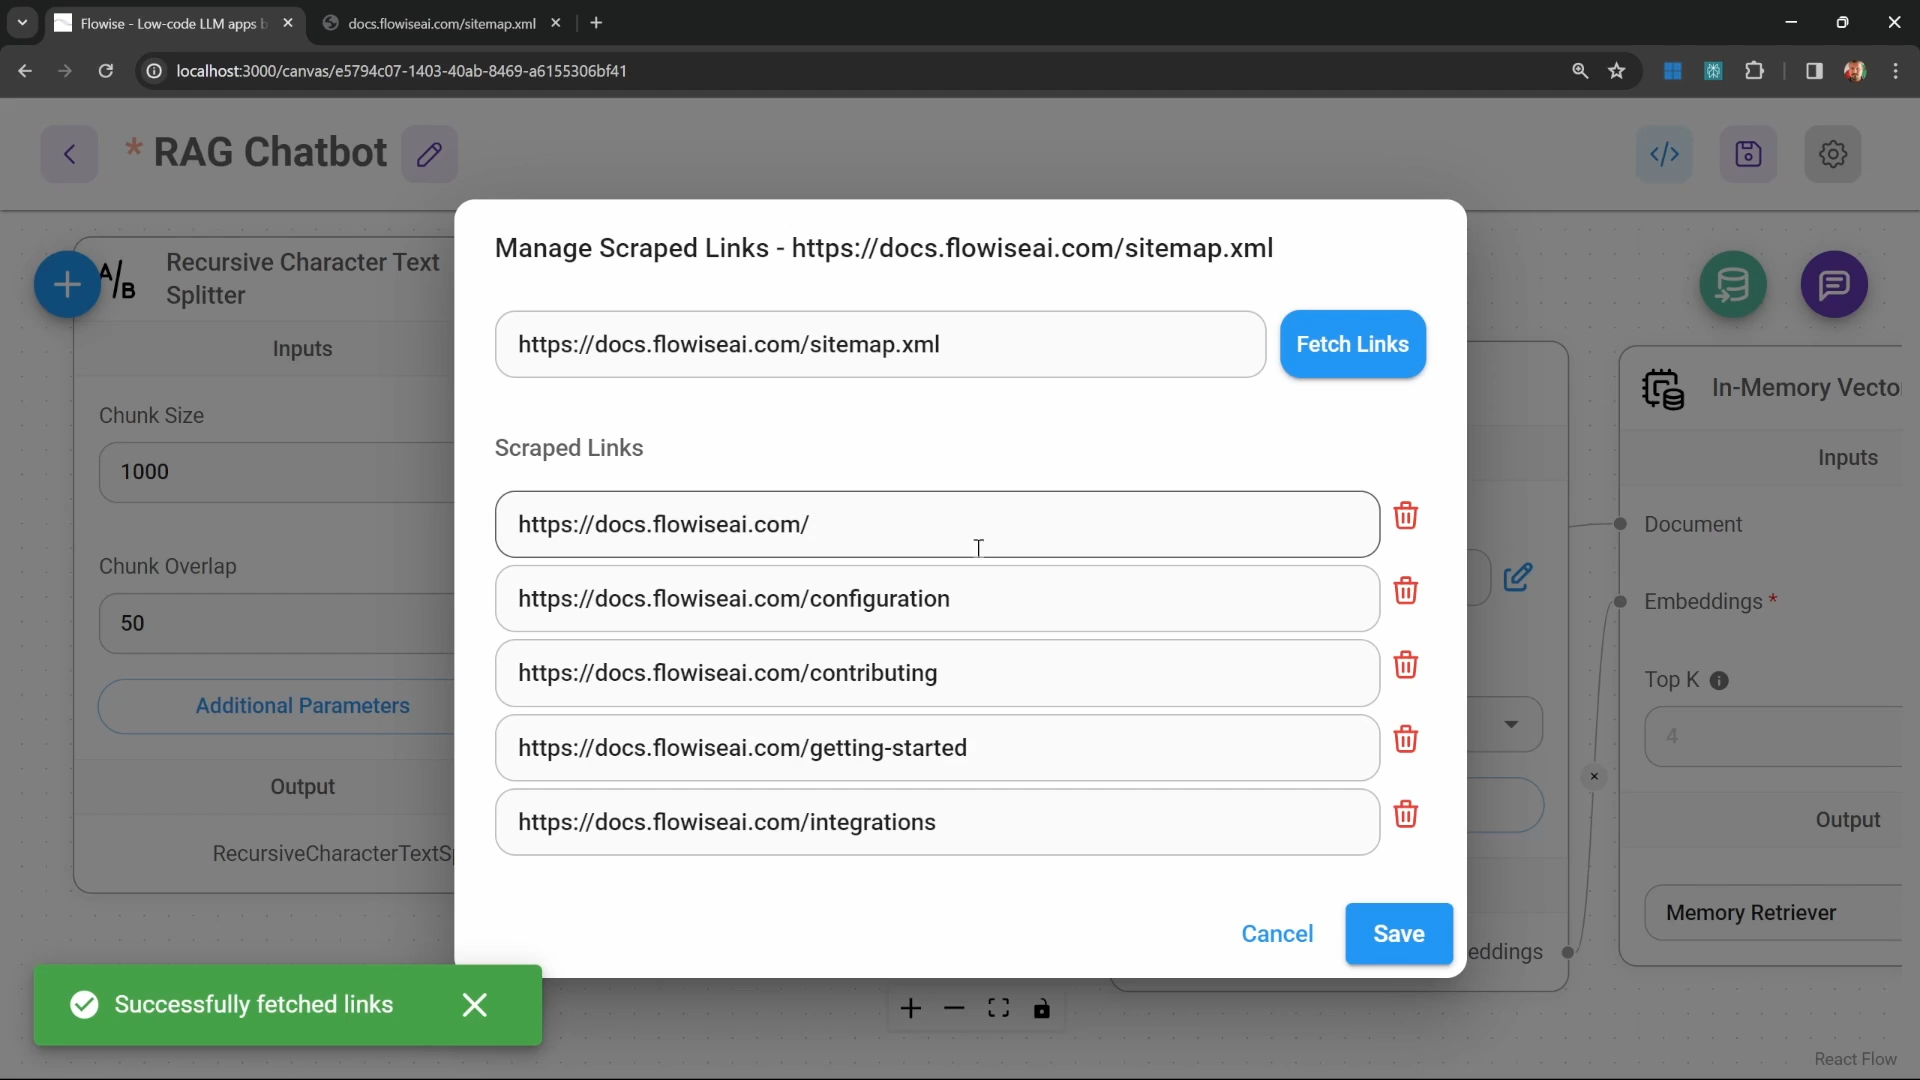 Flowise - Low-code LLM apps b
docs.flowiseai.com/sitemap.xml
localhost:3000/canvas/e5794c07-1403-40ab-8469-a6155306bf41
* RAG Chatbot
</>
A/B
Recursive Character Text
Splitter
Inputs
Chunk Size
1000
Chunk Overlap
50
Additional Parameters
Output
RecursiveCharacterTextSp
Manage Scraped Links - https://docs.flowiseai.com/sitemap.xml
https://docs.flowiseai.com/sitemap.xml
Fetch Links
Scraped Links
https://docs.flowiseai.com/
https://docs.flowiseai.com/configuration
https://docs.flowiseai.com/contributing
https://docs.flowiseai.com/getting-started
https://docs.flowiseai.com/integrations
Cancel
Save
eddings
In-Memory Vecto
Inputs
Document
Embeddings *
Top K
4
Output
Memory Retriever
Successfully fetched links
React Flow